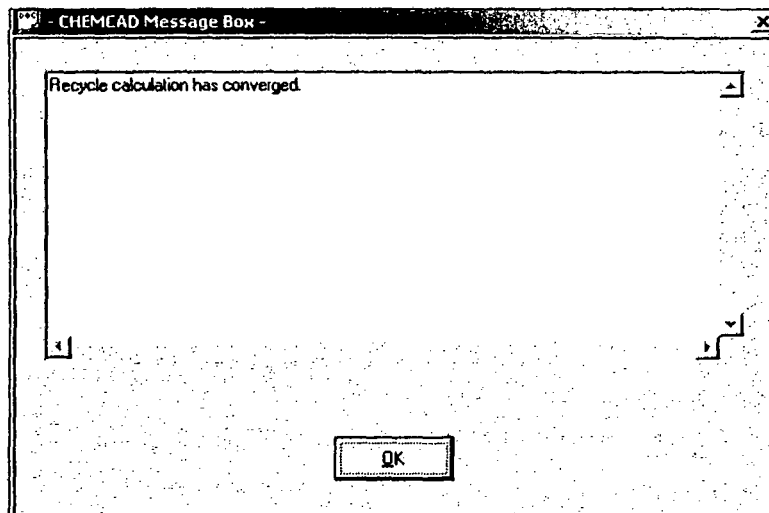 - CHEMCAD Message Box -
Recycle calculation has converged.
OK